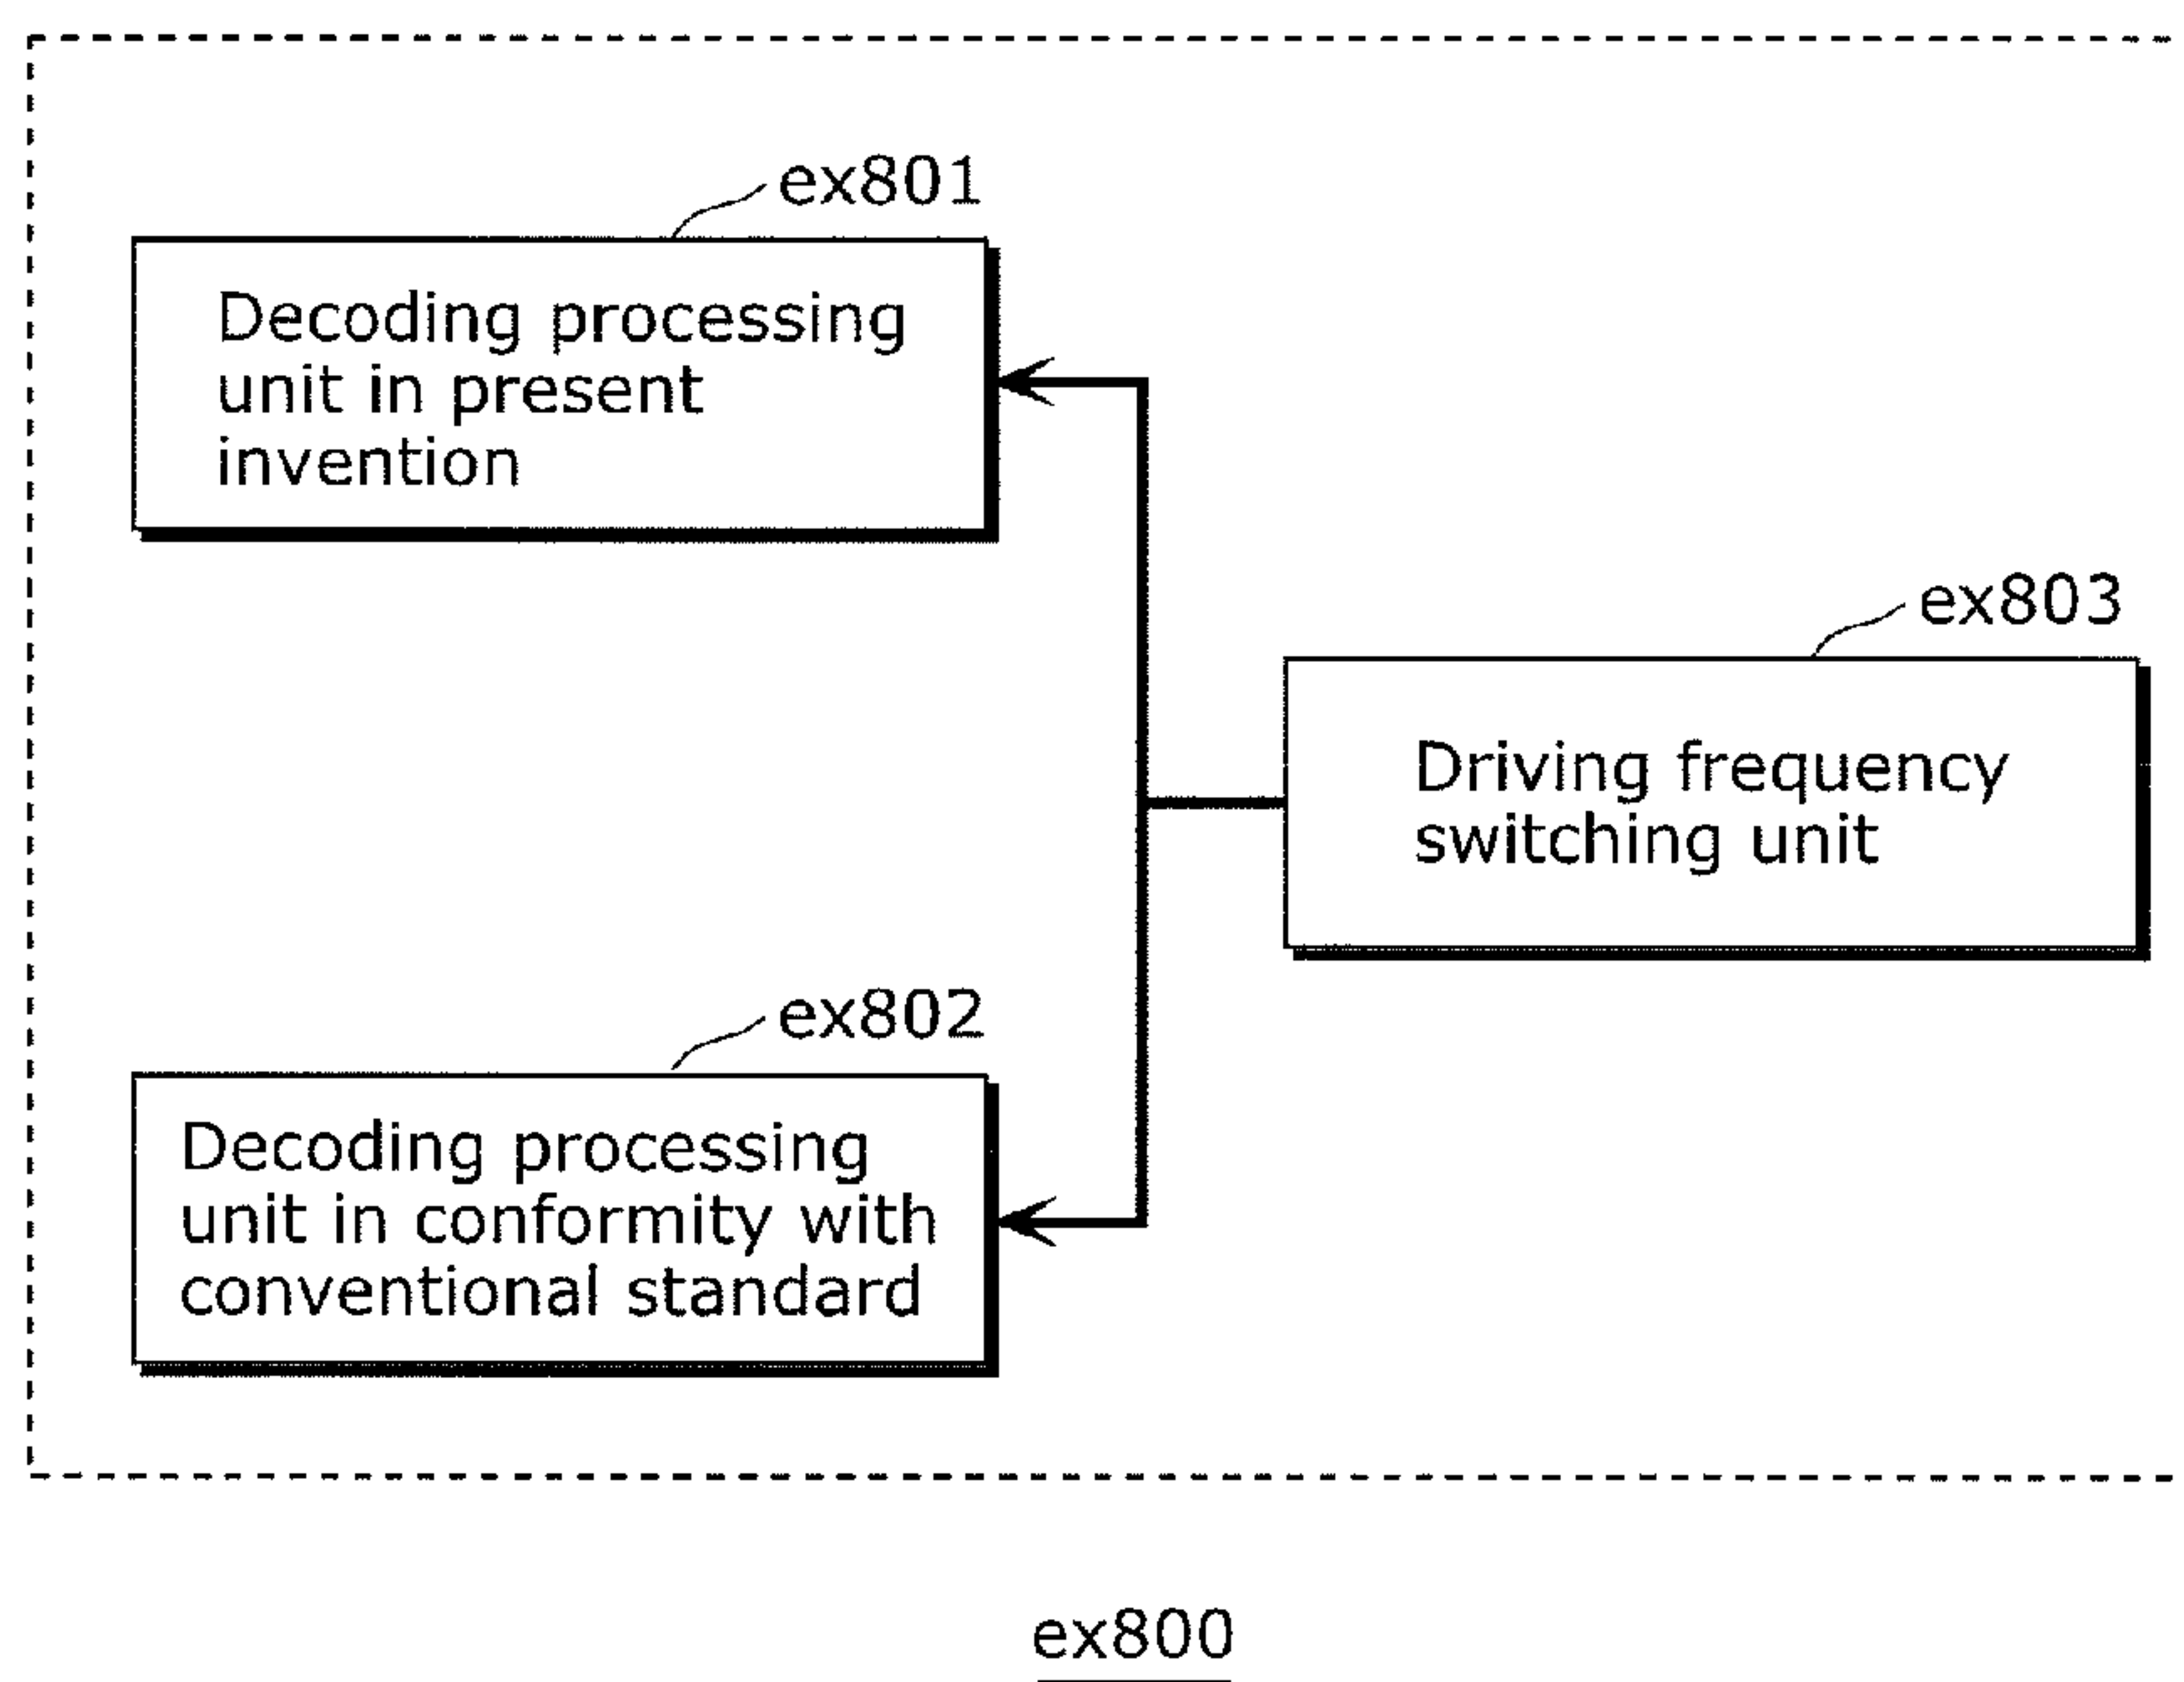 ex801
Decoding processing
unit in present
invention
ex803
Driving frequency
switching unit
ex802
Decoding processing
unit in conformity with
conventional standard
ex800